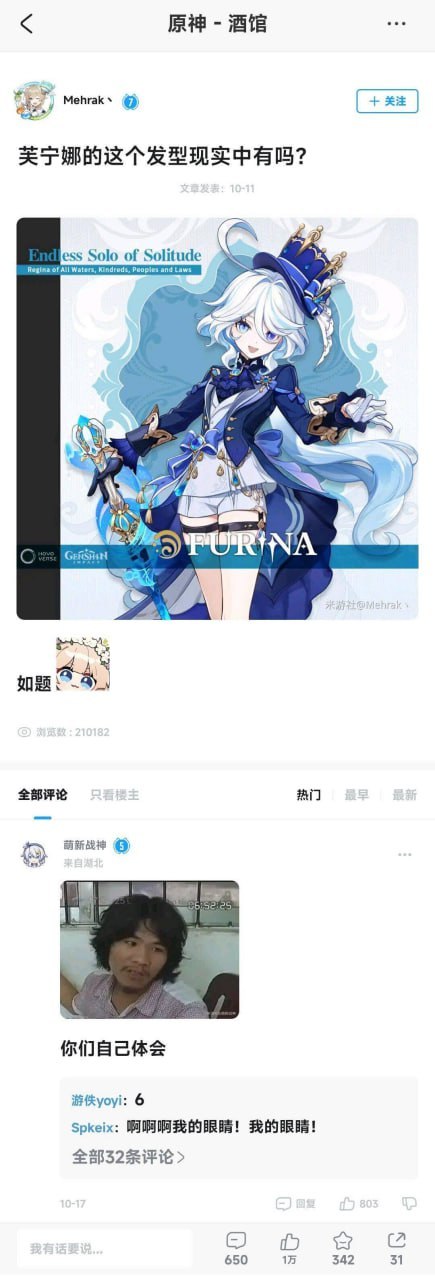 原神 - 酒馆
Mehrak丶
7
+ 关注
芙宁娜的这个发型现实中有吗？
文章发表：10-11
Endless Solo of Solitude
Regina of All Waters, Kindreds, Peoples and Laws
FURINA
HOYOVERSE
GENSHIN IMPACT
米游社@Mehrak丶
如题
浏览数 : 210182
全部评论
只看楼主
热门
最早
最新
萌新战神
5
来自湖北
06:52:25
你们自己体会
游佚yoyi：6
Spkeix：啊啊啊我的眼睛！我的眼睛！
全部32条评论>
10-17
回复
803
我有话要说...
650
1万
342
31